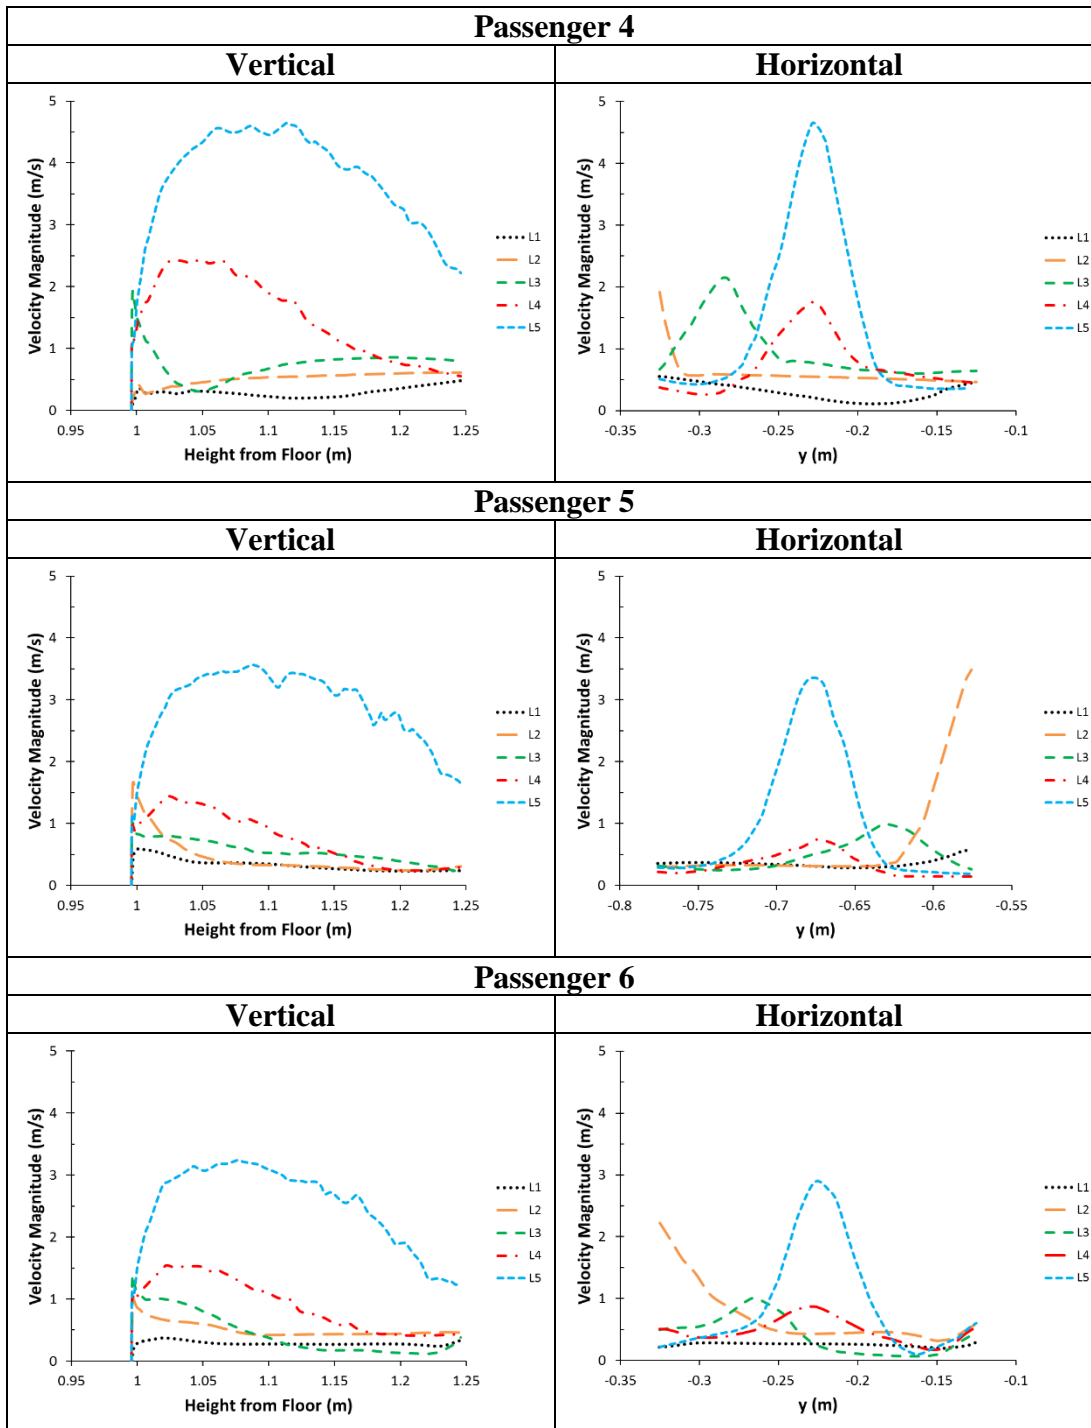 Passenger 4
Vertical Horizontal
5
4
3
2
1
0
Velocity Magnitude (m/s)
0.95 1 1.05 1.1 1.15 1.2 1.25
Height from Floor (m)
L1
L2
L3
L4
L5
5
4
3
2
1
0
Velocity Magnitude (m/s)
-0.35 -0.3 -0.25 -0.2 -0.15 -0.1
y (m)
L1
L2
L3
L4
L5
Passenger 5
Vertical Horizontal
5
4
3
2
1
0
Velocity Magnitude (m/s)
0.95 1 1.05 1.1 1.15 1.2 1.25
Height from Floor (m)
L1
L2
L3
L4
L5
5
4
3
2
1
0
Velocity Magnitude (m/s)
-0.8 -0.75 -0.7 -0.65 -0.6 -0.55
y (m)
L1
L2
L3
L4
L5
Passenger 6
Vertical Horizontal
5
4
3
2
1
0
Velocity Magnitude (m/s)
0.95 1 1.05 1.1 1.15 1.2 1.25
Height from Floor (m)
L1
L2
L3
L4
L5
5
4
3
2
1
0
Velocity Magnitude (m/s)
-0.35 -0.3 -0.25 -0.2 -0.15 -0.1
y (m)
L1
L2
L3
L4
L5